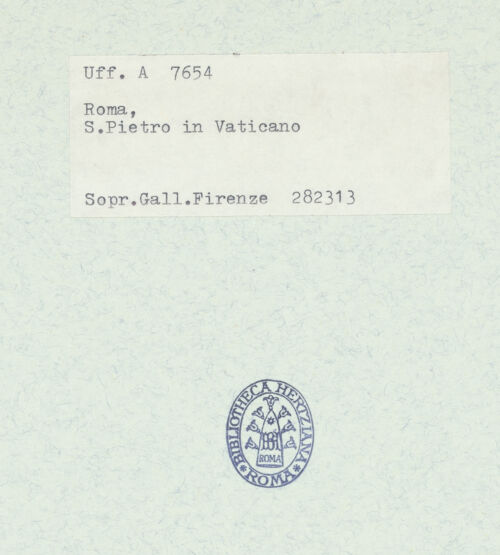 Uff. A 7654
Roma,
S.Pietro in Vaticano
Sopr.Gall.Firenze 282313
BIBLIOTHECA HERTZIANA
ROMA
ROMA